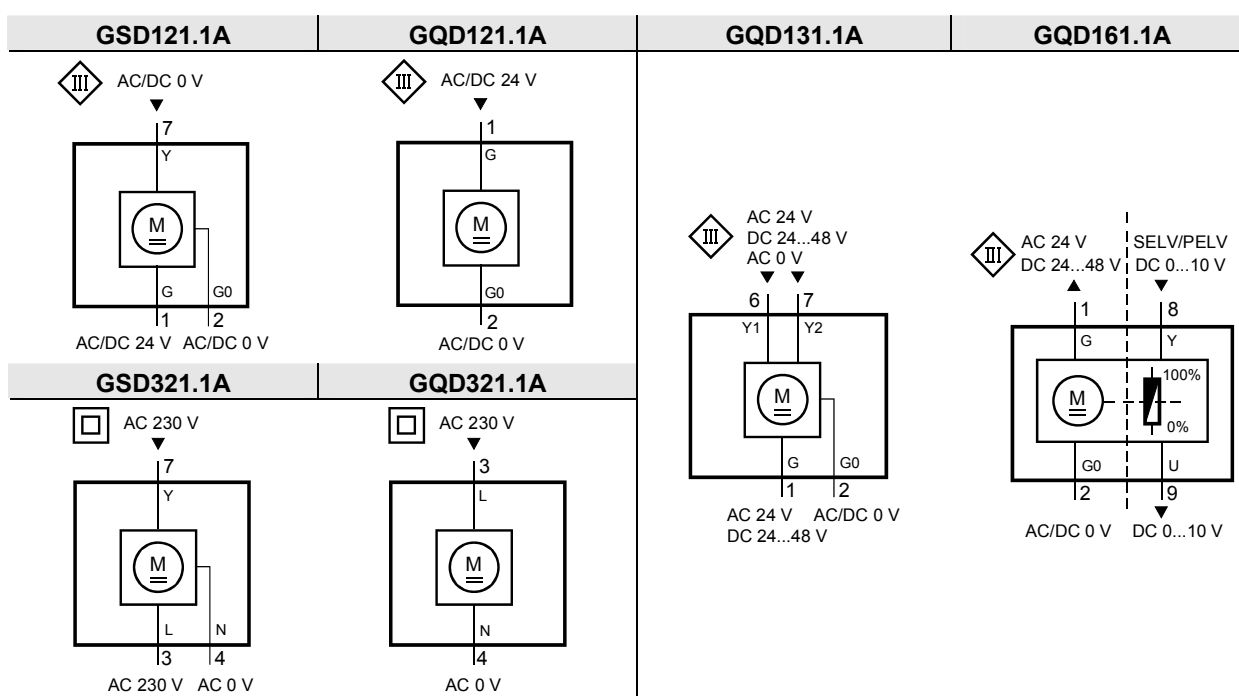 GSD121.1A
GQD121.1A
GQD131.1A
GQD161.1A
III
AC/DC 0 V
7
Y
M
G
G0
1
2
AC/DC 24 V
AC/DC 0 V
III
AC/DC 24 V
1
G
M
G0
2
AC/DC 0 V
GSD321.1A
GQD321.1A
AC 230 V
7
Y
M
L
N
3
4
AC 230 V
AC 0 V
AC 230 V
3
L
M
N
4
AC 0 V
III
AC 24 V
DC 24...48 V
AC 0 V
6
7
Y1
Y2
M
G
G0
1
2
AC 24 V
AC/DC 0 V
DC 24...48 V
III
AC 24 V
SELV/PELV
DC 24...48 V
DC 0...10 V
1
8
G
Y
100%
M
0%
G0
U
2
9
AC/DC 0 V
DC 0...10 V